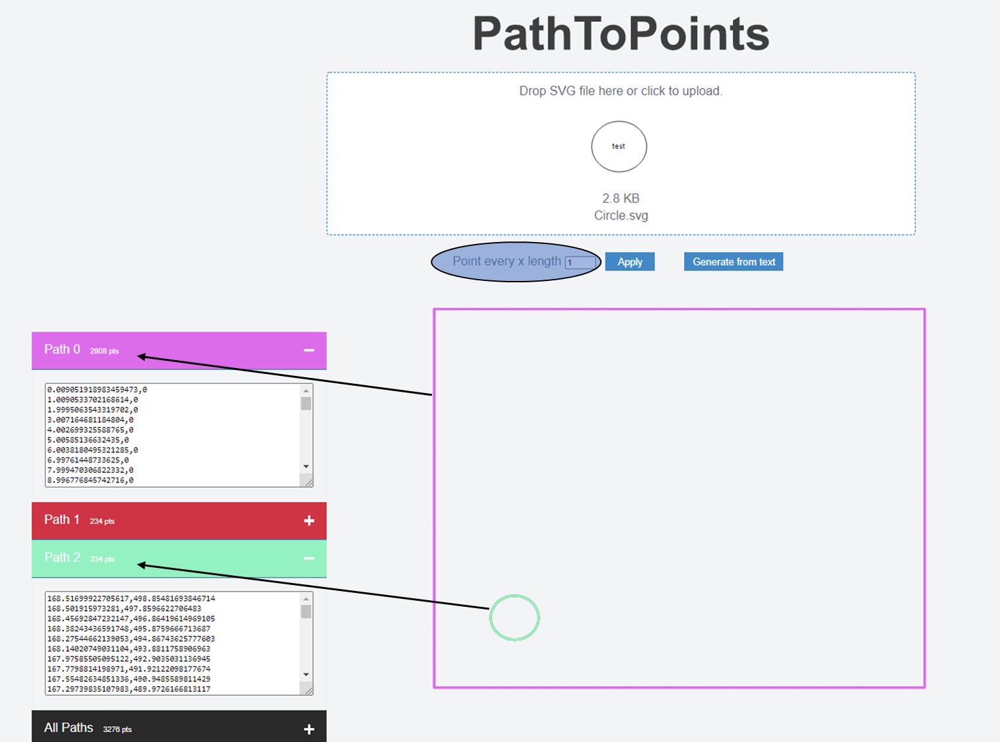 PathToPoints
Drop SVG file here or click to upload.
test
2.8 KB
Circle.svg
Point every x length 1 Apply Generate from text
Path 0 2808 pts
0.009051918983459473,0
1.0090533702168614,0
1.9995063543319702,0
3.007164681184804,0
4.002699325588765,0
5.00585136632435,0
6.0038180495321285,0
6.99761448733625,0
7.999470306822332,0
8.996776845742716,0
Path 1 234 pts
Path 2 234 pts
168.51699922705617,498.85481693846714
168.501915973281,497.8596622706483
168.45692847232147,496.86419614969105
168.38243436591748,495.8759666713687
168.27544662139053,494.86743625777603
168.14020749031104,493.8811758906963
167.97585505095122,492.9035031136945
167.7798814198971,491.92122098177674
167.55482634851336,490.9485589811429
167.29739835107983,489.9726166813117
All Paths 3276 pts